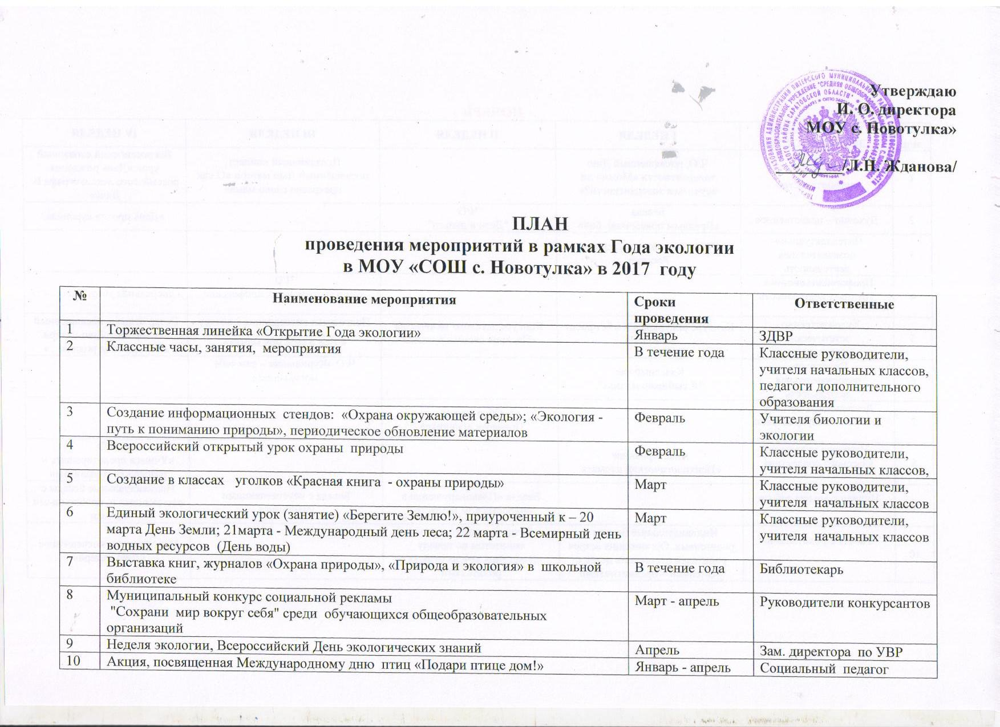 Утверждаю
И. О. директора
МОУ с. Новотулка»
/Л.Н. Жданова/
ПЛАН
проведения мероприятий в рамках Года экологии
в МОУ «СОШ с. Новотулка» в 2017 году
№ Наименование мероприятия Сроки проведения Ответственные
1 Торжественная линейка «Открытие Года экологии» Январь ЗДВР
2 Классные часы, занятия, мероприятия В течение года Классные руководители,
учителя начальных классов,
педагоги дополнительного
образования
3 Создание информационных стендов: «Охрана окружающей среды»; «Экология - Февраль Учителя биологии и
путь к пониманию природы», периодическое обновление материалов экологии
4 Всероссийский открытый урок охраны природы Февраль Классные руководители,
учителя начальных классов,
5 Создание в классах уголков «Красная книга - охраны природы» Март Классные руководители,
учителя начальных классов
6 Единый экологический урок (занятие) «Берегите Землю!», приуроченный к – 20 Март Классные руководители,
марта День Земли; 21марта - Международный день леса; 22 марта - Всемирный день учителя начальных классов
водных ресурсов (День воды)
7 Выставка книг, журналов «Охрана природы», «Природа и экология» в школьной В течение года Библиотекарь
библиотеке
8 Муниципальный конкурс социальной рекламы Март - апрель Руководители конкурсантов
"Сохрани мир вокруг себя" среди обучающихся общеобразовательных
организаций
9 Неделя экологии, Всероссийский День экологических знаний Апрель Зам. директора по УВР
10 Акция, посвященная Международному дню птиц «Подари птице дом!» Январь - апрель Социальный педагог